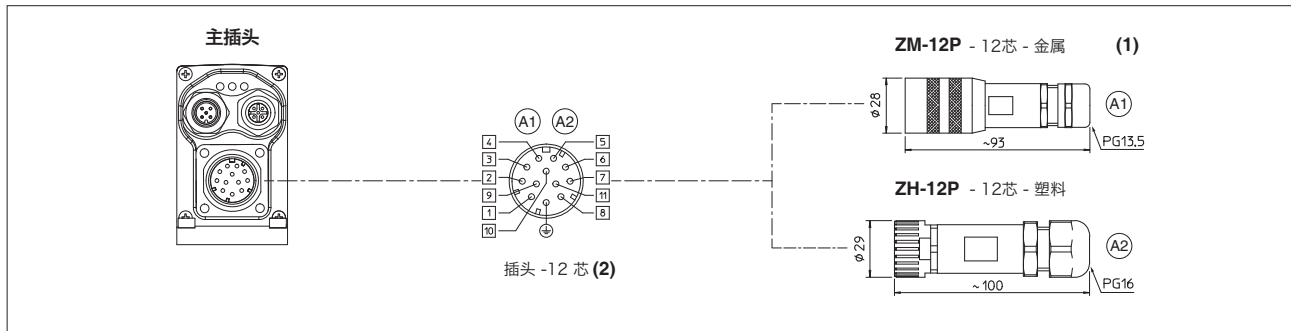 主插头
ZM-12P - 12芯 - 金属 (1)
⌀28
A1
~93
PG13.5
A1 A2
4 5
3 6
2 7
9 11
1 8
10
插头 -12 芯 (2)
ZH-12P - 12芯 - 塑料
⌀29
A2
~100
PG16